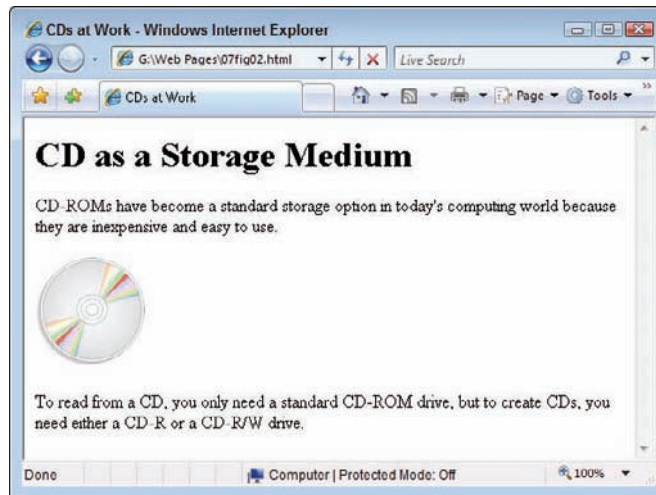 CDs at Work - Windows Internet Explorer
G:\Web Pages\07fig02.html
Live Search
CDs at Work
Page
Tools
CD as a Storage Medium
CD-ROMs have become a standard storage option in today's computing world because
they are inexpensive and easy to use.
To read from a CD, you only need a standard CD-ROM drive, but to create CDs, you
need either a CD-R or a CD-R/W drive.
Done
Computer | Protected Mode: Off
100%